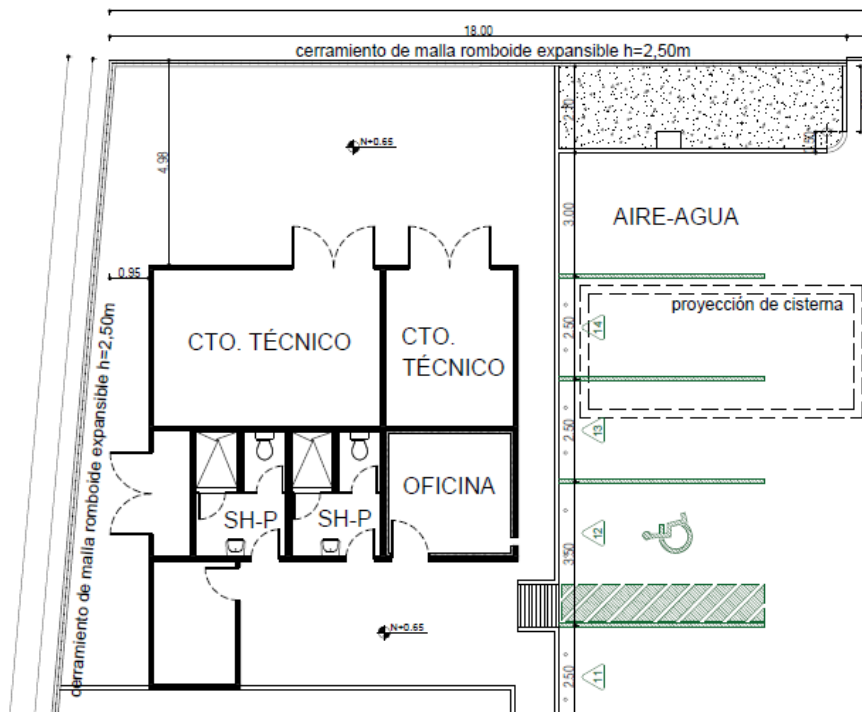 18.00
cerramiento de malla romboide expansible h=2,50m
N+0.65
4.98
3.00
AIRE-AGUA
0.95
proyección de cisterna
CTO. TÉCNICO
CTO.
TÉCNICO
2.50
14
cerramiento de malla romboide expansible h=2,50m
2.50
13
OFICINA
SH-P
SH-P
12
3.50
N+0.65
2.50
11